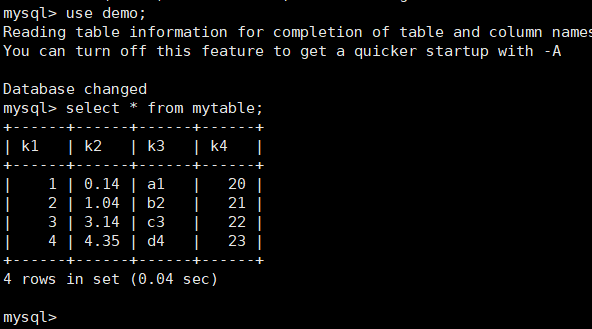 mysql> use demo;
Reading table information for completion of table and column names
You can turn off this feature to get a quicker startup with -A

Database changed
mysql> select * from mytable;
+------+------+------+------+
| k1   | k2   | k3   | k4   |
+------+------+------+------+
|    1 | 0.14 | a1   |   20 |
|    2 | 1.04 | b2   |   21 |
|    3 | 3.14 | c3   |   22 |
|    4 | 4.35 | d4   |   23 |
+------+------+------+------+
4 rows in set (0.04 sec)

mysql>